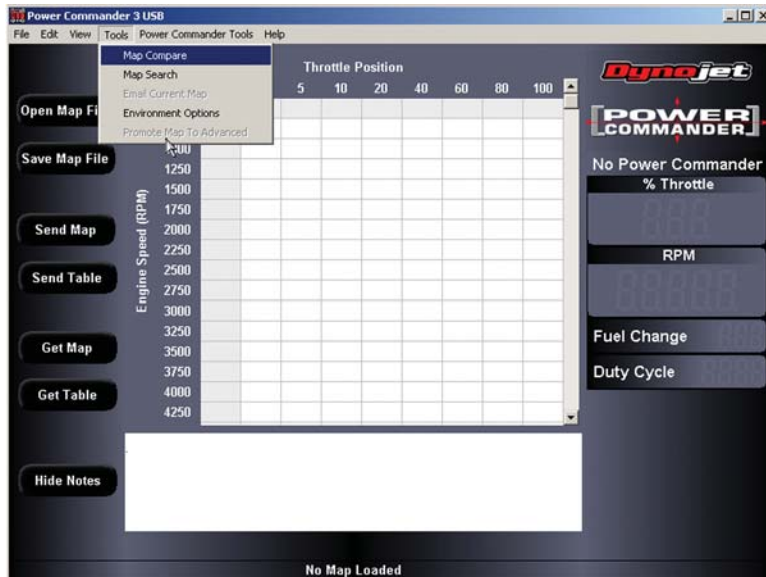 Power Commander 3 USB
File Edit View Tools Power Commander Tools Help
Map Compare
Map Search
Email Current Map
Environment Options
Promote Map To Advanced
Throttle Position
5 10 20 40 60 80 100
Engine Speed (RPM)
1250
1500
1750
2000
2250
2500
2750
3000
3250
3500
3750
4000
4250
Open Map Fi
Save Map File
Send Map
Send Table
Get Map
Get Table
Hide Notes
Dynojet
POWER
COMMANDER
No Power Commander
% Throttle
RPM
Fuel Change
Duty Cycle
No Map Loaded